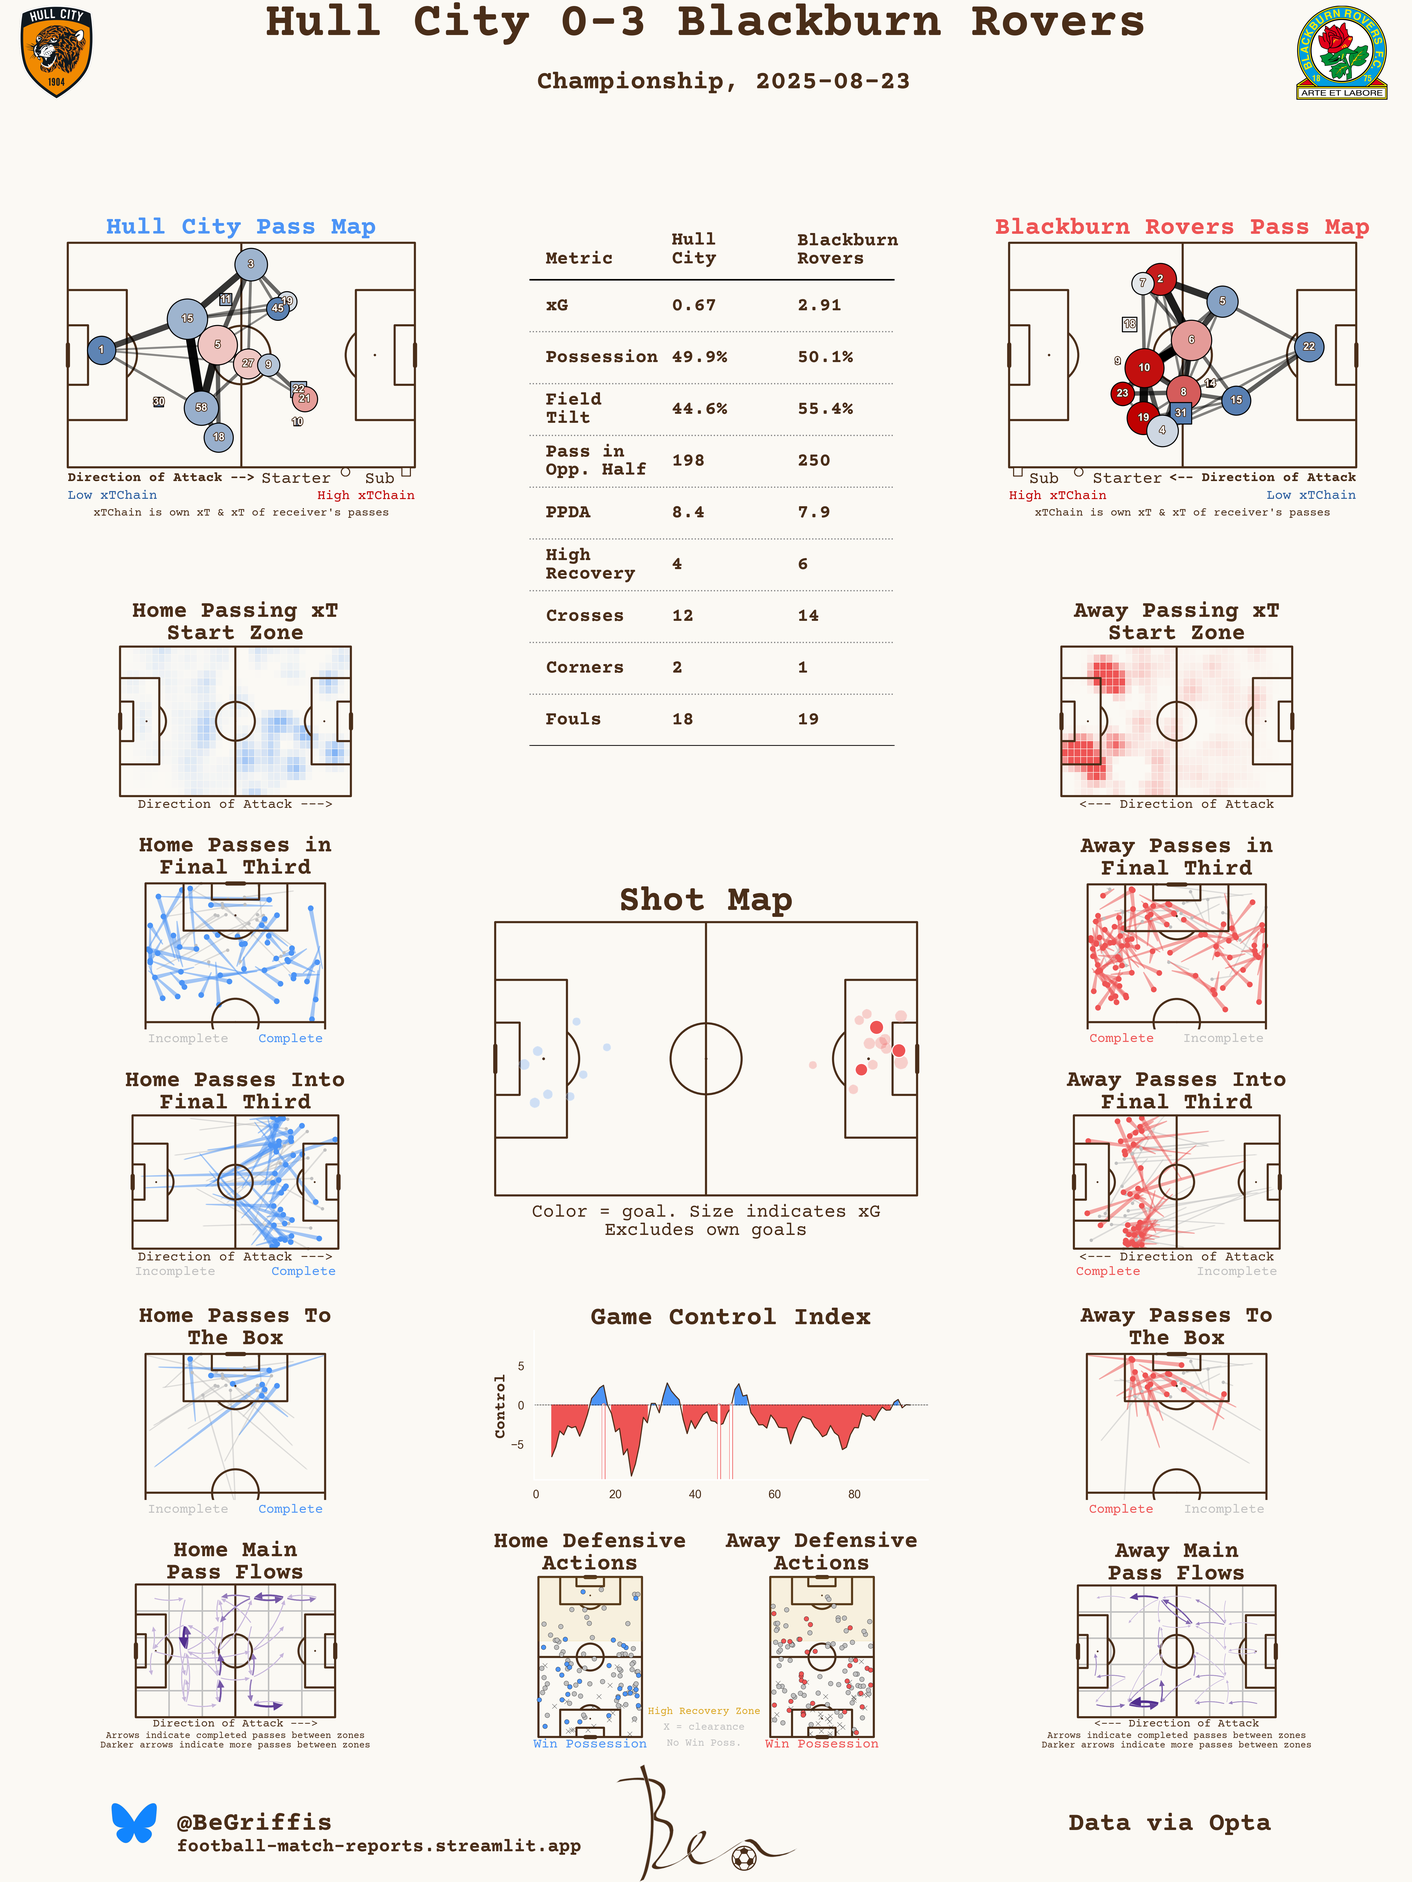 Hull City 0-3 Blackburn Rovers
Championship, 2025-08-23
HULL CITY
1904
BLACKBURN ROVERS F.C.
18 75
ARTE ET LABORE
Hull City Pass Map
3
11
19
45
15
5
1
27
9
22
21
30
58
10
18
Direction of Attack --> Starter Sub
Low xTChain High xTChain
xTChain is own xT & xT of receiver's passes
Metric Hull City Blackburn Rovers
xG 0.67 2.91
Possession 49.9% 50.1%
Field Tilt 44.6% 55.4%
Pass in Opp. Half 198 250
PPDA 8.4 7.9
High Recovery 4 6
Crosses 12 14
Corners 2 1
Fouls 18 19
Blackburn Rovers Pass Map
7
2
5
18
6
22
9
10
14
23
8
15
19
31
4
Sub Starter <-- Direction of Attack
High xTChain Low xTChain
xTChain is own xT & xT of receiver's passes
Home Passing xT
Start Zone
Direction of Attack --->
Away Passing xT
Start Zone
<--- Direction of Attack
Home Passes in
Final Third
Incomplete Complete
Away Passes in
Final Third
Complete Incomplete
Shot Map
Color = goal. Size indicates xG
Excludes own goals
Home Passes Into
Final Third
Direction of Attack --->
Incomplete Complete
Away Passes Into
Final Third
<--- Direction of Attack
Complete Incomplete
Home Passes To
The Box
Incomplete Complete
Game Control Index
Control
5
0
−5
0 20 40 60 80
Away Passes To
The Box
Complete Incomplete
Home Main
Pass Flows
Direction of Attack --->
Arrows indicate completed passes between zones
Darker arrows indicate more passes between zones
Home Defensive
Actions
Win Possession
Away Defensive
Actions
Win Possession
High Recovery Zone
X = clearance
No Win Poss.
Away Main
Pass Flows
<--- Direction of Attack
Arrows indicate completed passes between zones
Darker arrows indicate more passes between zones
@BeGriffis
football-match-reports.streamlit.app
Ben
Data via Opta